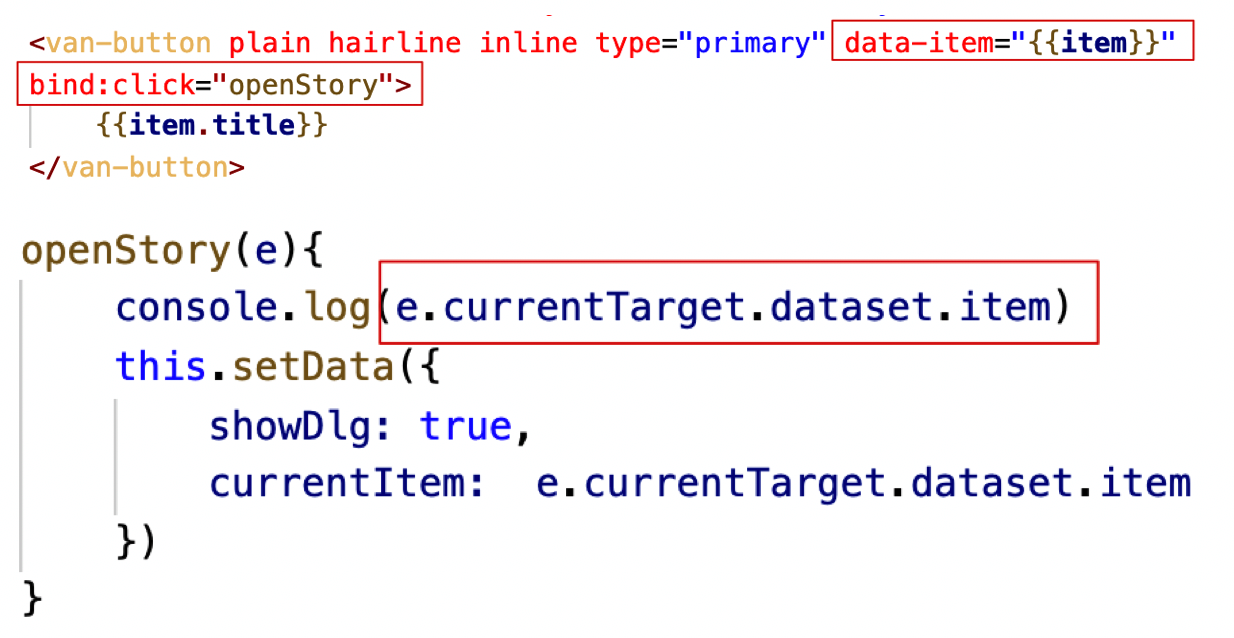 <van-button plain hairline inline type="primary" data-item="{{item}}"
bind:click="openStory">
{{item.title}}
</van-button>
openStory(e){
console.log(e.currentTarget.dataset.item)
this.setData({
showDlg: true,
currentItem: e.currentTarget.dataset.item
})
}